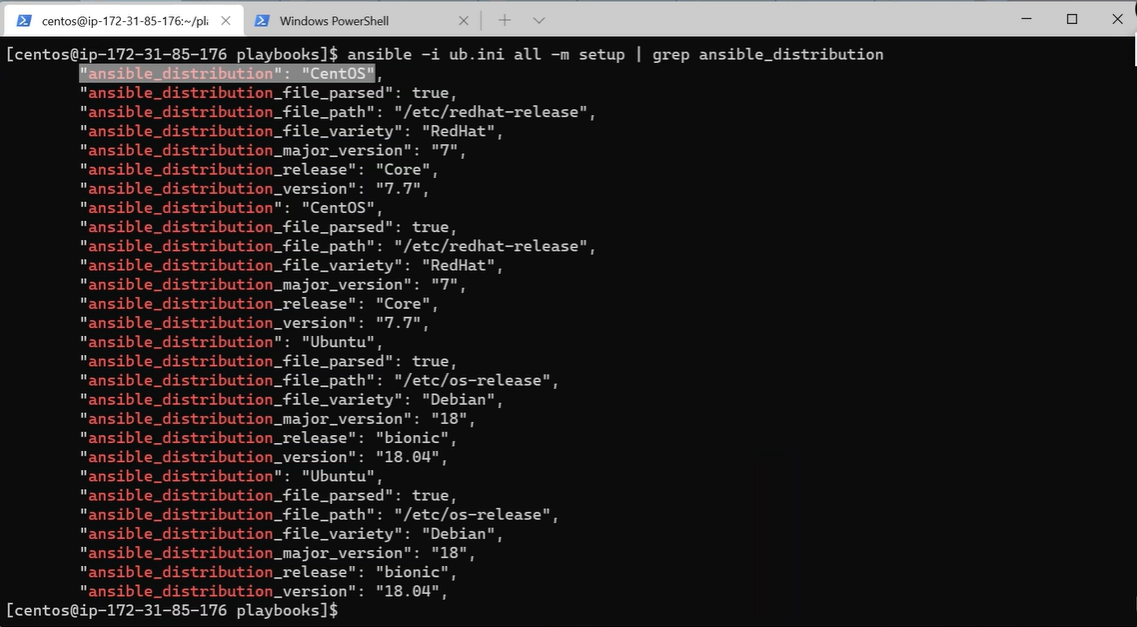 centos@ip-172-31-85-176:~/pla
Windows PowerShell
[centos@ip-172-31-85-176 playbooks]$ ansible -i ub.ini all -m setup | grep ansible_distribution
"ansible_distribution": "CentOS",
"ansible_distribution_file_parsed": true,
"ansible_distribution_file_path": "/etc/redhat-release",
"ansible_distribution_file_variety": "RedHat",
"ansible_distribution_major_version": "7",
"ansible_distribution_release": "Core",
"ansible_distribution_version": "7.7",
"ansible_distribution": "CentOS",
"ansible_distribution_file_parsed": true,
"ansible_distribution_file_path": "/etc/redhat-release",
"ansible_distribution_file_variety": "RedHat",
"ansible_distribution_major_version": "7",
"ansible_distribution_release": "Core",
"ansible_distribution_version": "7.7",
"ansible_distribution": "Ubuntu",
"ansible_distribution_file_parsed": true,
"ansible_distribution_file_path": "/etc/os-release",
"ansible_distribution_file_variety": "Debian",
"ansible_distribution_major_version": "18",
"ansible_distribution_release": "bionic",
"ansible_distribution_version": "18.04",
"ansible_distribution": "Ubuntu",
"ansible_distribution_file_parsed": true,
"ansible_distribution_file_path": "/etc/os-release",
"ansible_distribution_file_variety": "Debian",
"ansible_distribution_major_version": "18",
"ansible_distribution_release": "bionic",
"ansible_distribution_version": "18.04",
[centos@ip-172-31-85-176 playbooks]$